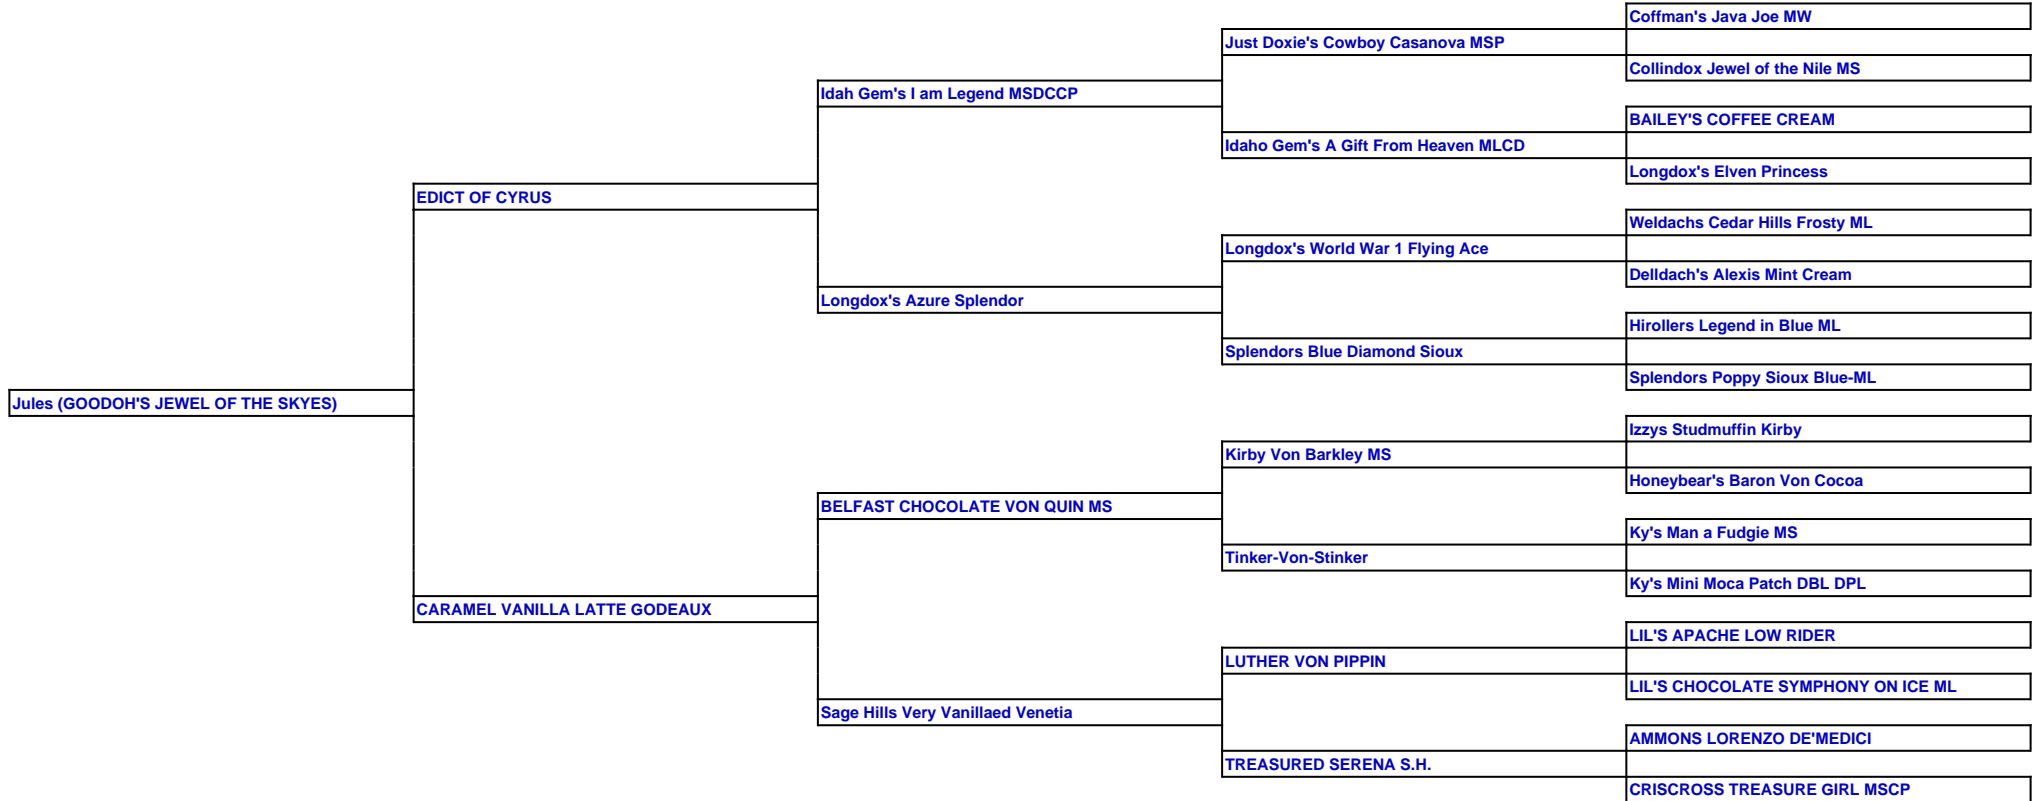 Coffman's Java Joe MW
Just Doxie's Cowboy Casanova MSP
Collindox Jewel of the Nile MS
Idah Gem's I am Legend MSDCCP
BAILEY'S COFFEE CREAM
Idaho Gem's A Gift From Heaven MLCD
Longdox's Elven Princess
EDICT OF CYRUS
Weldachs Cedar Hills Frosty ML
Longdox's World War 1 Flying Ace
Delldach's Alexis Mint Cream
Longdox's Azure Splendor
Hirollers Legend in Blue ML
Splendors Blue Diamond Sioux
Splendors Poppy Sioux Blue-ML
Jules (GOODOH'S JEWEL OF THE SKYES)
Izzys Studmuffin Kirby
Kirby Von Barkley MS
Honeybear's Baron Von Cocoa
BELFAST CHOCOLATE VON QUIN MS
Ky's Man a Fudgie MS
Tinker-Von-Stinker
Ky's Mini Moca Patch DBL DPL
CARAMEL VANILLA LATTE GODEAUX
LIL'S APACHE LOW RIDER
LUTHER VON PIPPIN
LIL'S CHOCOLATE SYMPHONY ON ICE ML
Sage Hills Very Vanillaed Venetia
AMMONS LORENZO DE'MEDICI
TREASURED SERENA S.H.
CRISCROSS TREASURE GIRL MSCP